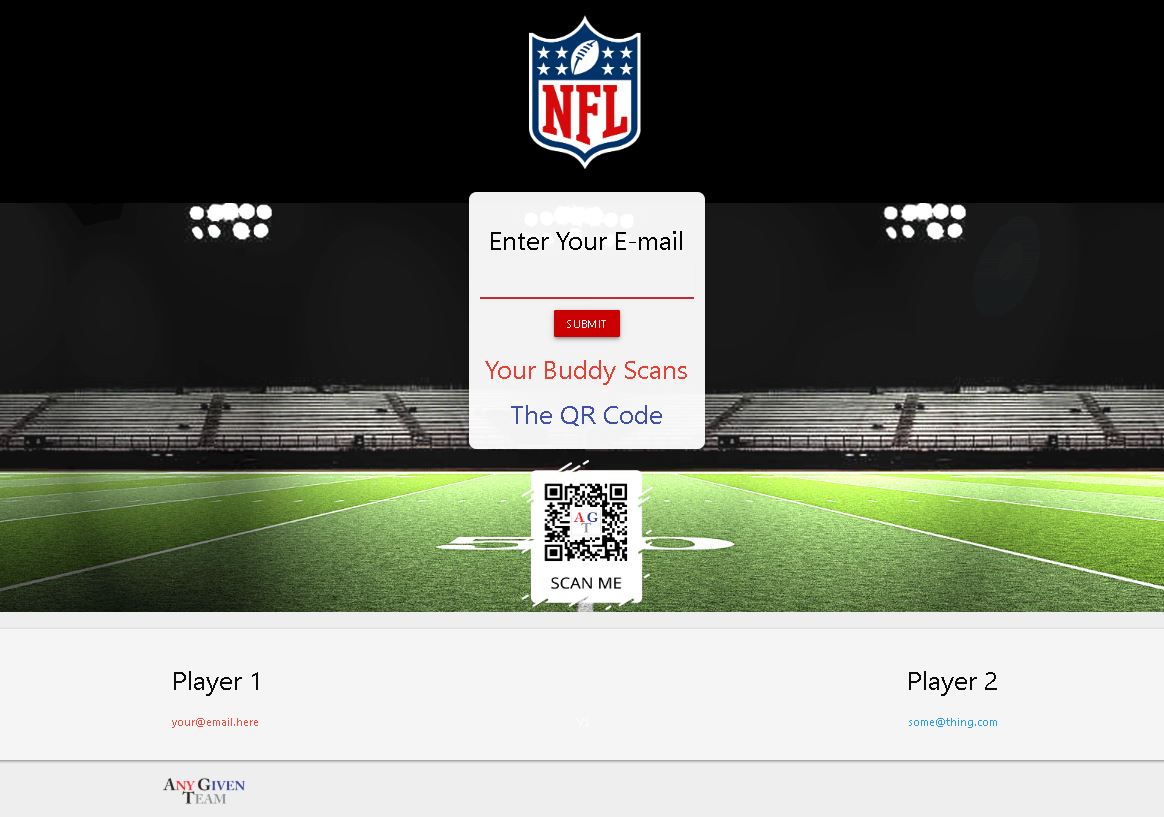 NFL
Enter Your E-mail
SUBMIT
Your Buddy Scans
The QR Code
50
A G
T
SCAN ME
Player 1
Player 2
your@email.here
VS
some@thing.com
ANY GIVEN
TEAM